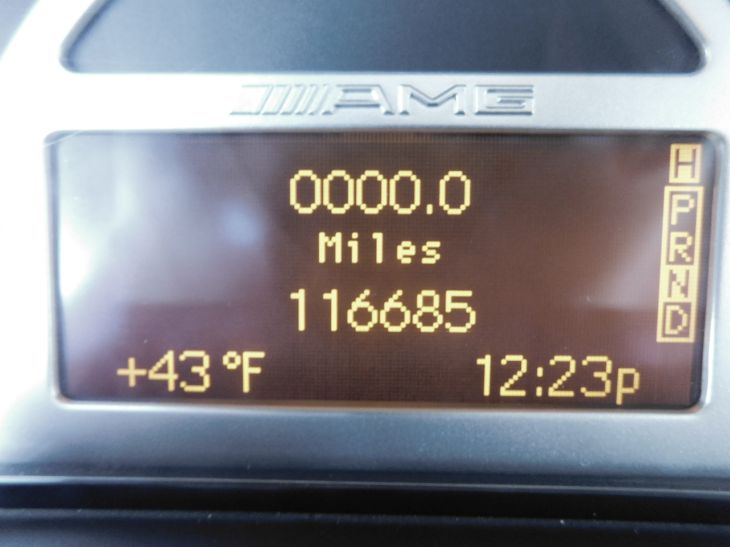 AMG
0000.0
Miles
116685
+43 °F
12:23p
H
P
R
N
D